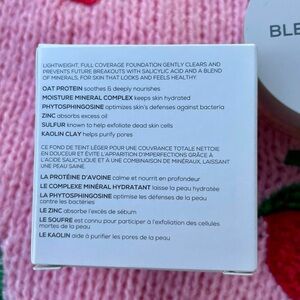 BLE
LIGHTWEIGHT, FULL COVERAGE FOUNDATION GENTLY CLEARS AND
PREVENTS FUTURE BREAKOUTS WITH SALICYLIC ACID AND A BLEND
OF MINERALS, FOR SKIN THAT LOOKS AND FEELS HEALTHY
OAT PROTEIN soothes & deeply nourishes
MOISTURE MINERAL COMPLEX keeps skin hydrated
PHYTOSPHINGOSINE optimizes skin's defenses against bacteria
ZINC absorbs excess oil
SULFUR known to help exfoliate dead skin cells
KAOLIN CLAY helps purify pores
CE FOND DE TEINT LÉGER POUR UNE COUVRANCE TOTALE NETTOIE
EN DOUCEUR ET ÉVITE L'APPARITION D'IMPERFECTIONS GRÂCE À
L'ACIDE SALICYLIQUE ET A UNE COMBINAISON DE MINÉRAUX, LAISSANT
UNE PEAU SAINE
LA PROTÉINE D'AVOINE calme et nourrit en profondeur
LE COMPLEXE MINÉRAL HYDRATANT laisse la peau hydratée
LA PHYTOSPHINGOSINE optimise les défenses de la peau
contre les bactéries
LE ZINC absorbe l'excès de sébum
LE SOUFRE est connu pour participer à l'exfoliation des cellules
mortes de la peau
LE KAOLIN aide à purifier les pores de la peau